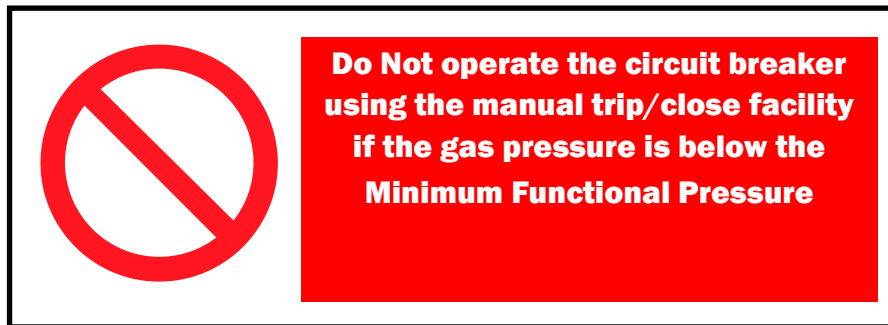 Do Not operate the circuit breaker
using the manual trip/close facility
if the gas pressure is below the
Minimum Functional Pressure